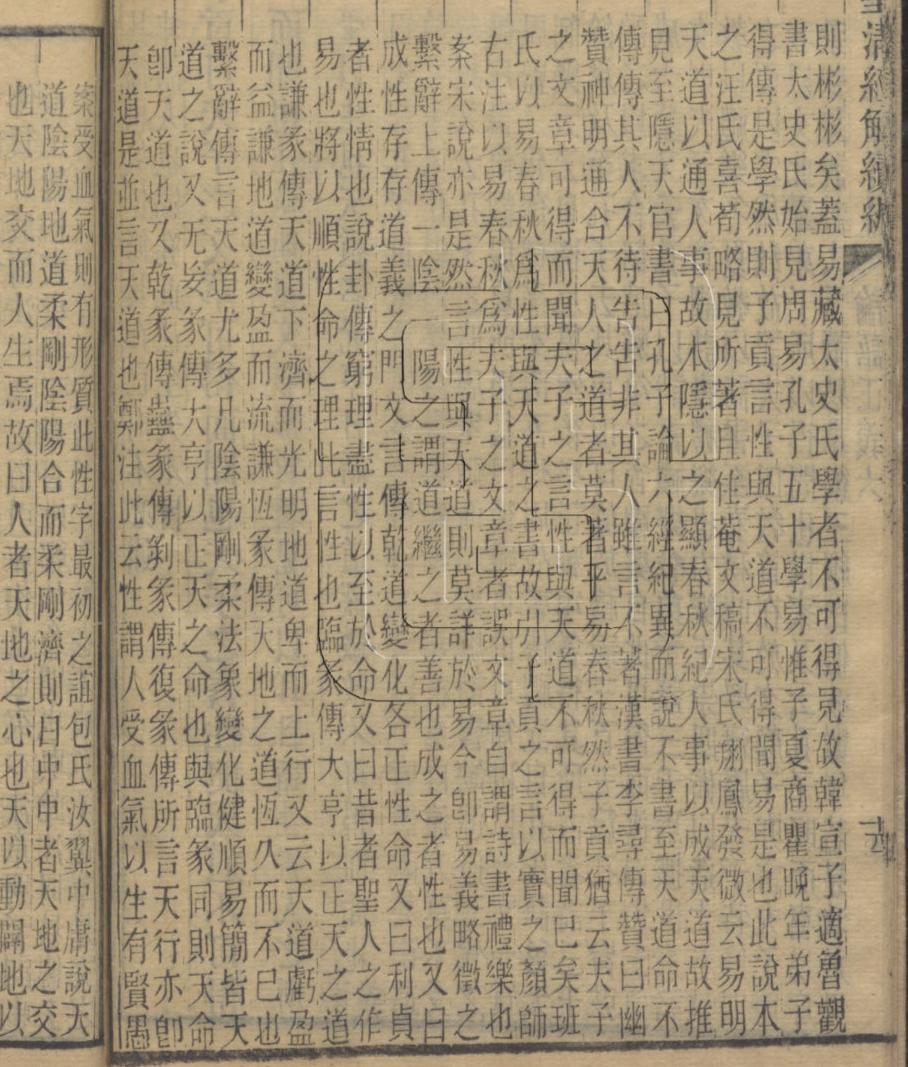 皇清經解續編
則彬彬矣蓋易藏太史氏學者不可得見故韓宣子適魯觀
書太史氏始見周易孔子五十學易惟子夏商瞿晚年弟子
得傳是學然則子貢言性與天道不可得聞易是也此說本
之汪氏喜荀略見所著且住菴文稿宋氏翔鳳發微云易明
天道以通人事故本隱以之顯春秋紀人事以成天道故推
見至隱天官書曰孔子論六經紀異而說不書至天道命不
傳傳其人不待告告非其人雖言不著漢書李尋傳贊曰幽
贊神明通合天人之道者莫著乎易春秋然子貢猶云夫子
之文章可得而聞夫子之言性與天道不可得而聞已矣班
氏以易春秋爲性與天道之書故引子貢之言以實之顏師
古注以易春秋爲夫子之文章者誤文章自謂詩書禮樂也
案宋說亦是然言性與天道則莫詳於易今卽易義略徵之
繫辭上傳一陰一陽之謂道繼之者善也成之者性也又曰
成性存存道義之門文言傳乾道變化各正性命又曰利貞
者性情也說卦傳窮理盡性以至於命又曰昔者聖人之作
易也將以順性命之理此言性也臨彖傳大亨以正天之道
也謙彖傳天道下濟而光明地道卑而上行又云天道虧盈
而益謙地道變盈而流謙恆彖傳天地之道恆久而不已也
繫辭傳言天道尤多凡陰陽剛柔法象變化健順易簡皆天
道之說又无妄彖傳大亨以正天之命也與臨彖同則天命
卽天道也又乾彖傳蠱彖傳剝彖傳復彖傳所言天行亦卽
天道是並言天道也鄭注此云性謂人受血氣以生有賢愚
案受血氣則有形質此性字最初之誼包氏汝翼中庸說天
道陰陽地道柔剛陰陽合而柔剛濟則曰中中者天地之交
也天地交而人生焉故曰人者天地之心也天以動闢地以